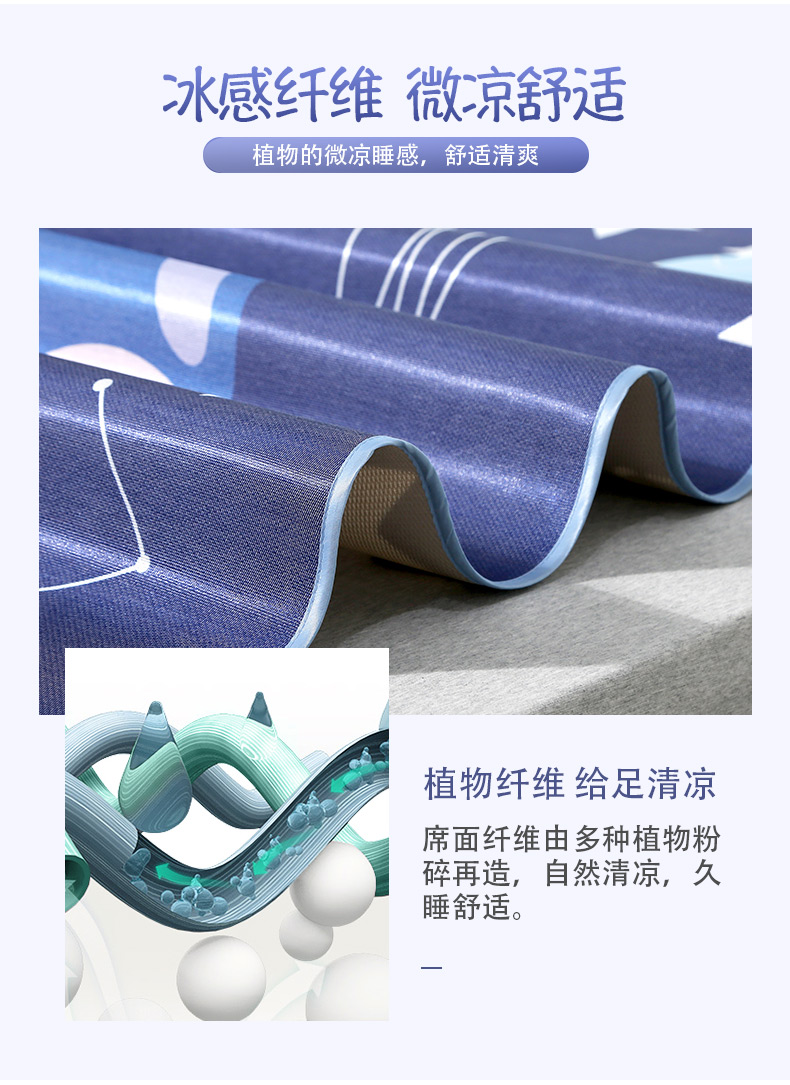 冰感纤维 微凉舒适
植物的微凉睡感，舒适清爽
植物纤维 给足清凉
席面纤维由多种植物粉
碎再造，自然清凉，久
睡舒适。